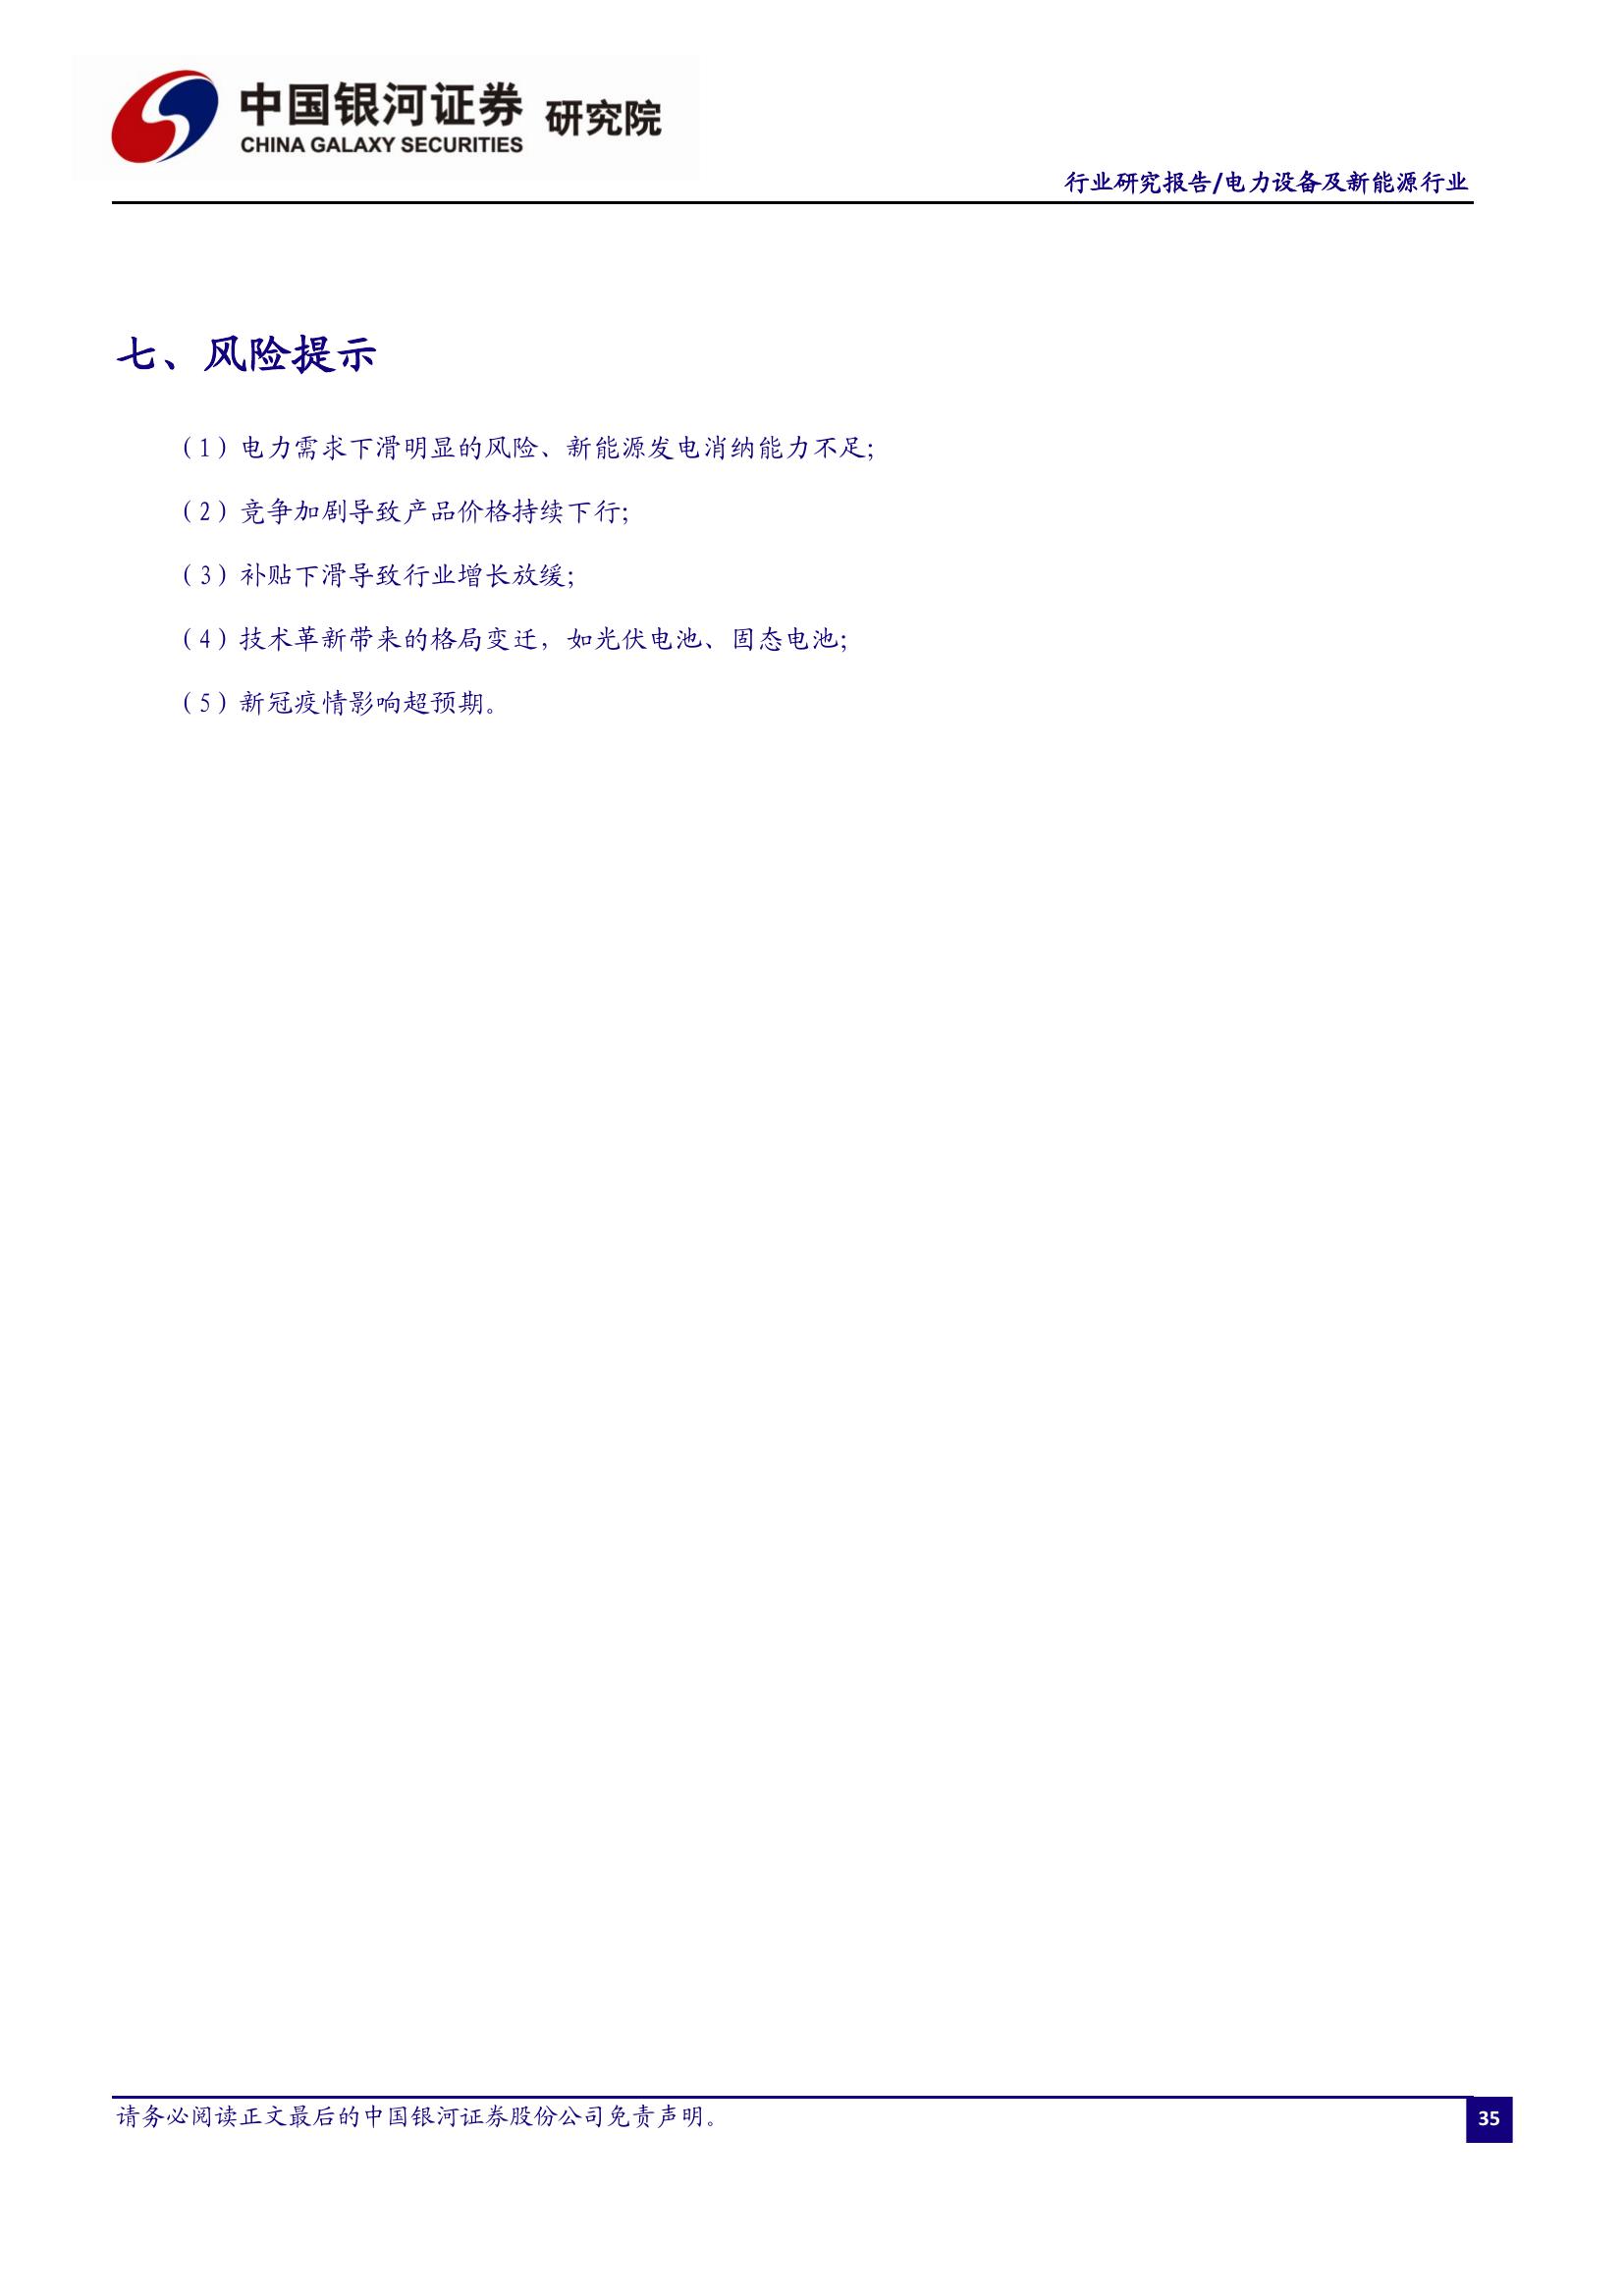 中国银河证券 研究院
CHINA GALAXY SECURITIES
行业研究报告/电力设备及新能源行业
七、风险提示
（1）电力需求下滑明显的风险、新能源发电消纳能力不足;
（2）竞争加剧导致产品价格持续下行;
（3）补贴下滑导致行业增长放缓;
（4）技术革新带来的格局变迁，如光伏电池、固态电池;
（5）新冠疫情影响超预期。
请务必阅读正文最后的中国银河证券股份公司免责声明。
35